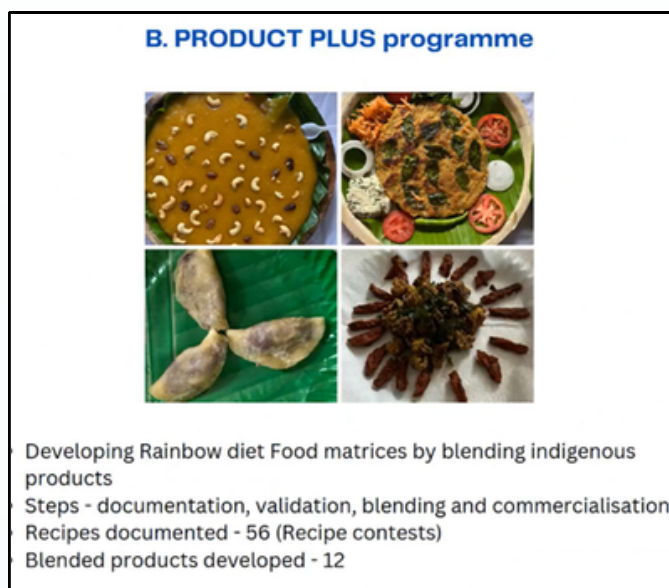 B. PRODUCT PLUS programme
• Developing Rainbow diet Food matrices by blending indigenous
products
• Steps - documentation, validation, blending and commercialisation
• Recipes documented - 56 (Recipe contests)
• Blended products developed - 12